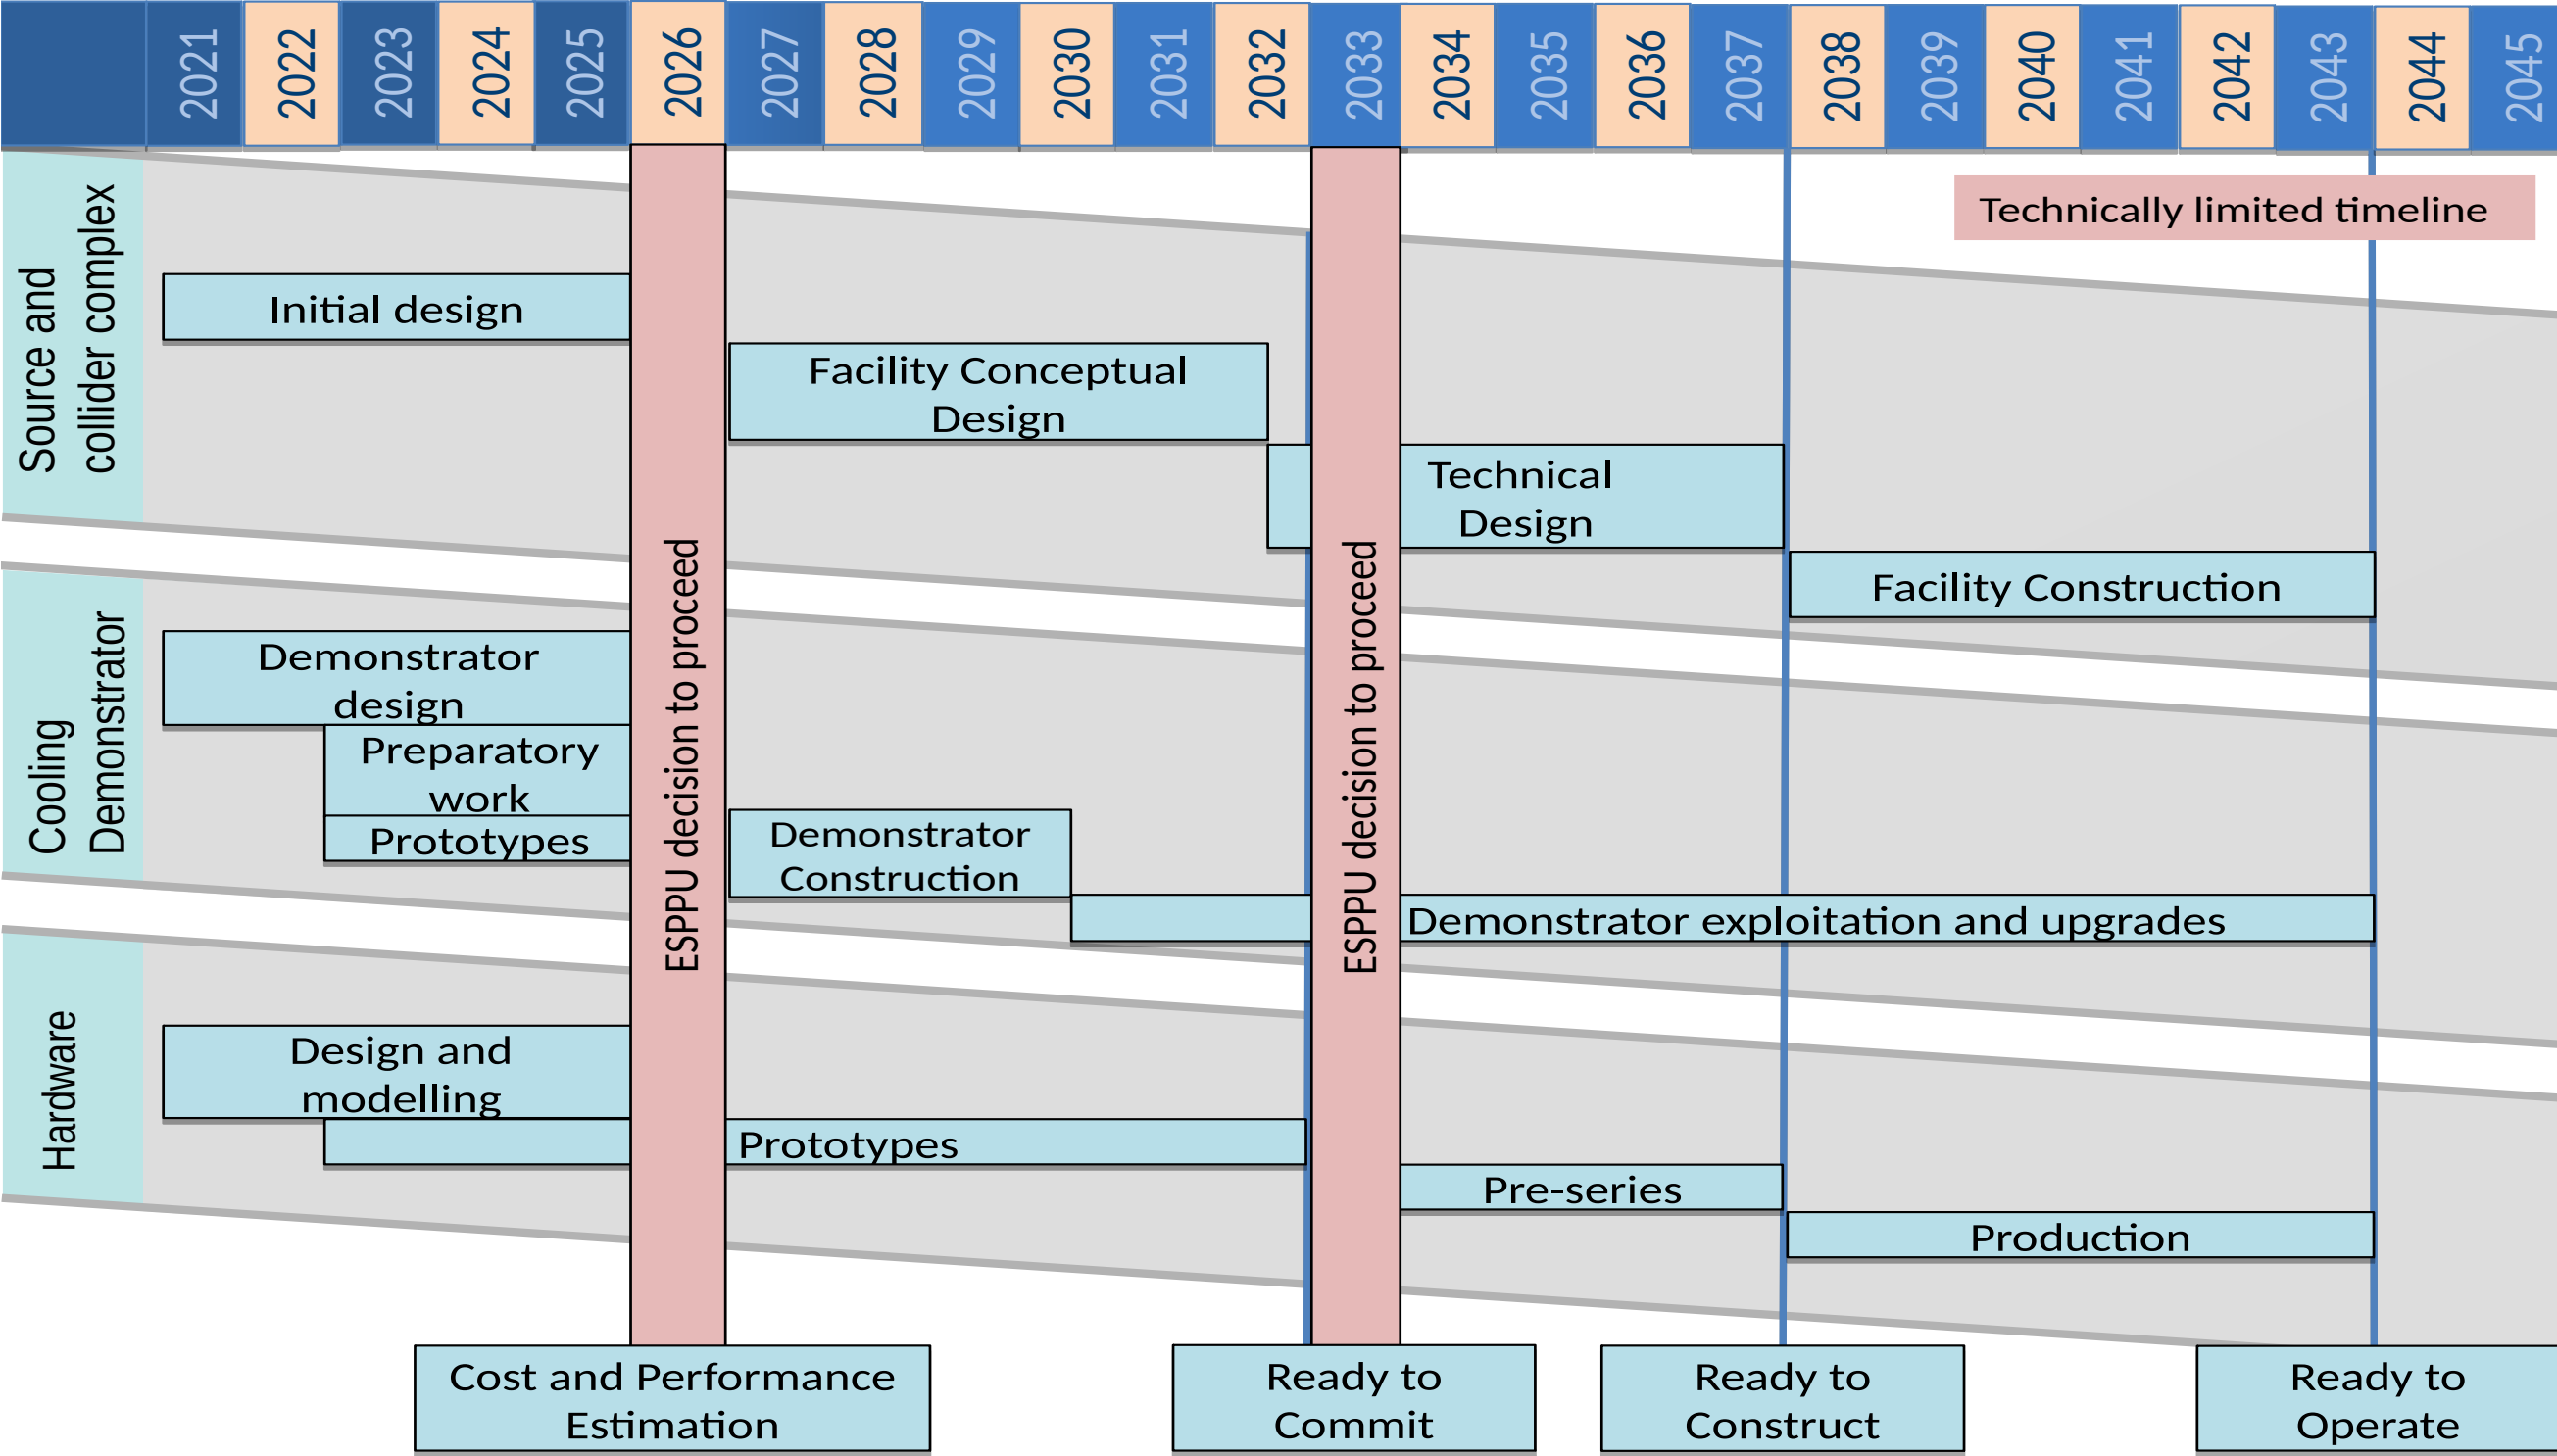 2021
2022
2023
2024
2025
2026
2027
2028
2029
2030
2031
2032
2033
2034
2035
2036
2037
2038
2039
2040
2041
2042
2043
2044
2045
Technically limited timeline
Source and
collider complex
Initial design
Facility Conceptual
Design
Technical
Design
Facility Construction
ESPPU decision to proceed
ESPPU decision to proceed
Cooling
Demonstrator
Demonstrator
design
Preparatory
work
Prototypes
Demonstrator
Construction
Demonstrator exploitation and upgrades
Hardware
Design and
modelling
Prototypes
Pre-series
Production
Cost and Performance
Estimation
Ready to
Commit
Ready to
Construct
Ready to
Operate